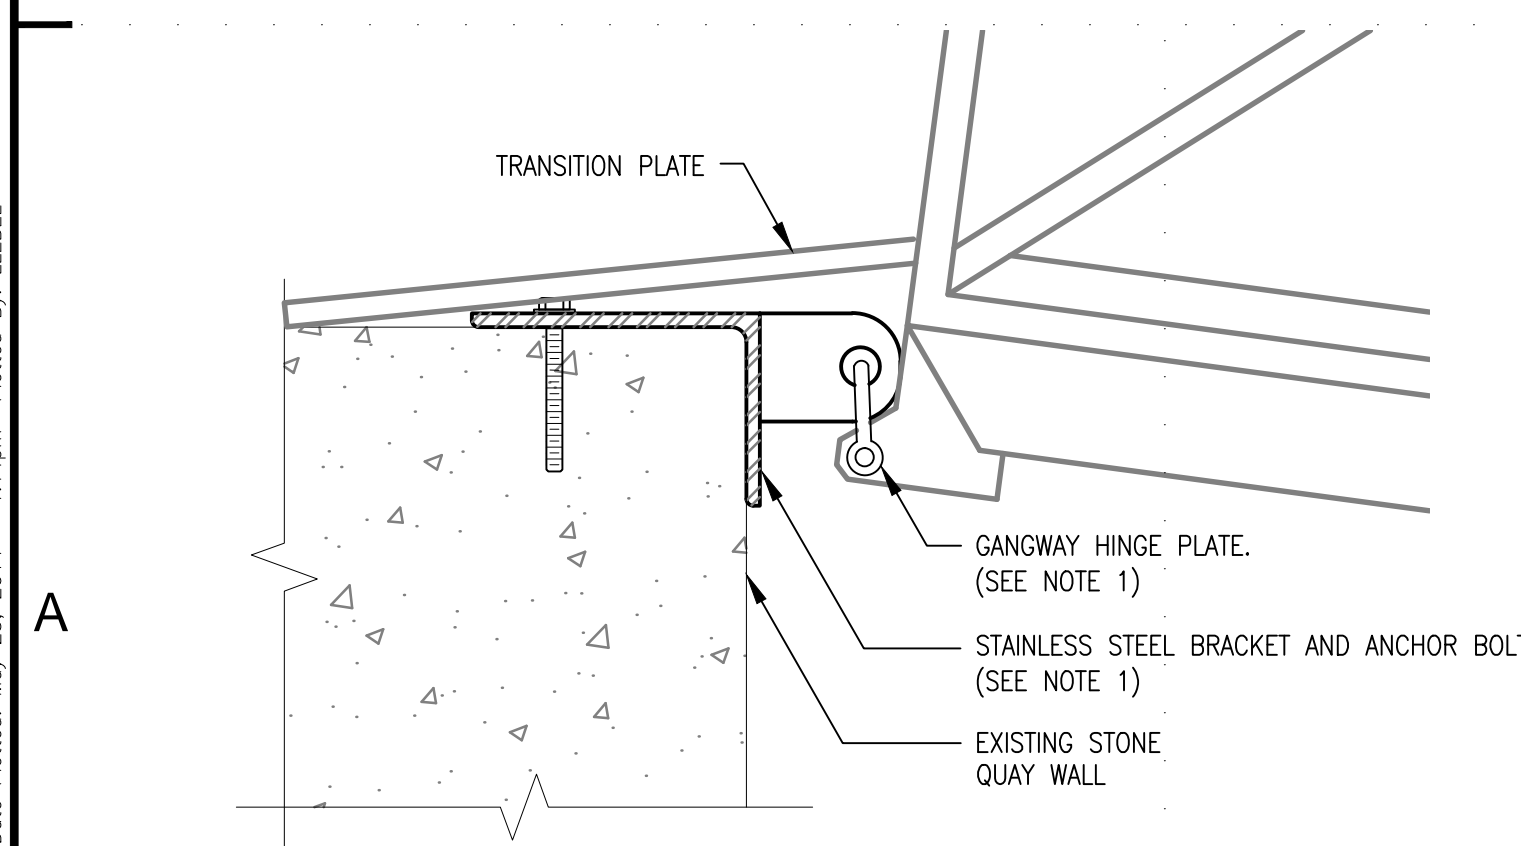 TRANSITION PLATE
GANGWAY HINGE PLATE.
(SEE NOTE 1)
STAINLESS STEEL BRACKET AND ANCHOR BOLT
(SEE NOTE 1)
EXISTING STONE
QUAY WALL
A